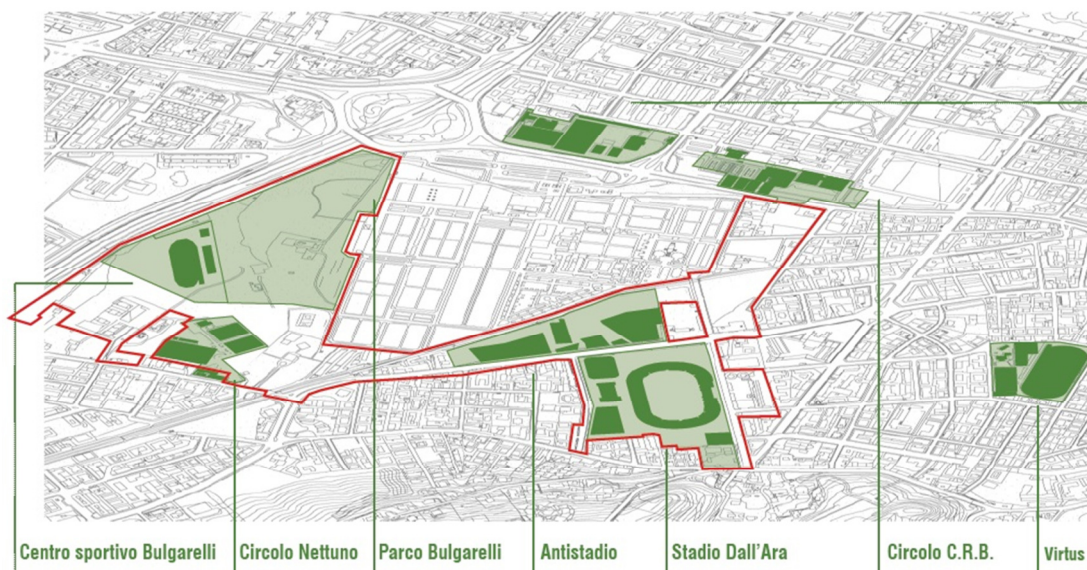 Centro sportivo Bulgarelli
Circolo Nettuno
Parco Bulgarelli
Antistadio
Stadio Dall'Ara
Circolo C.R.B.
Virtus